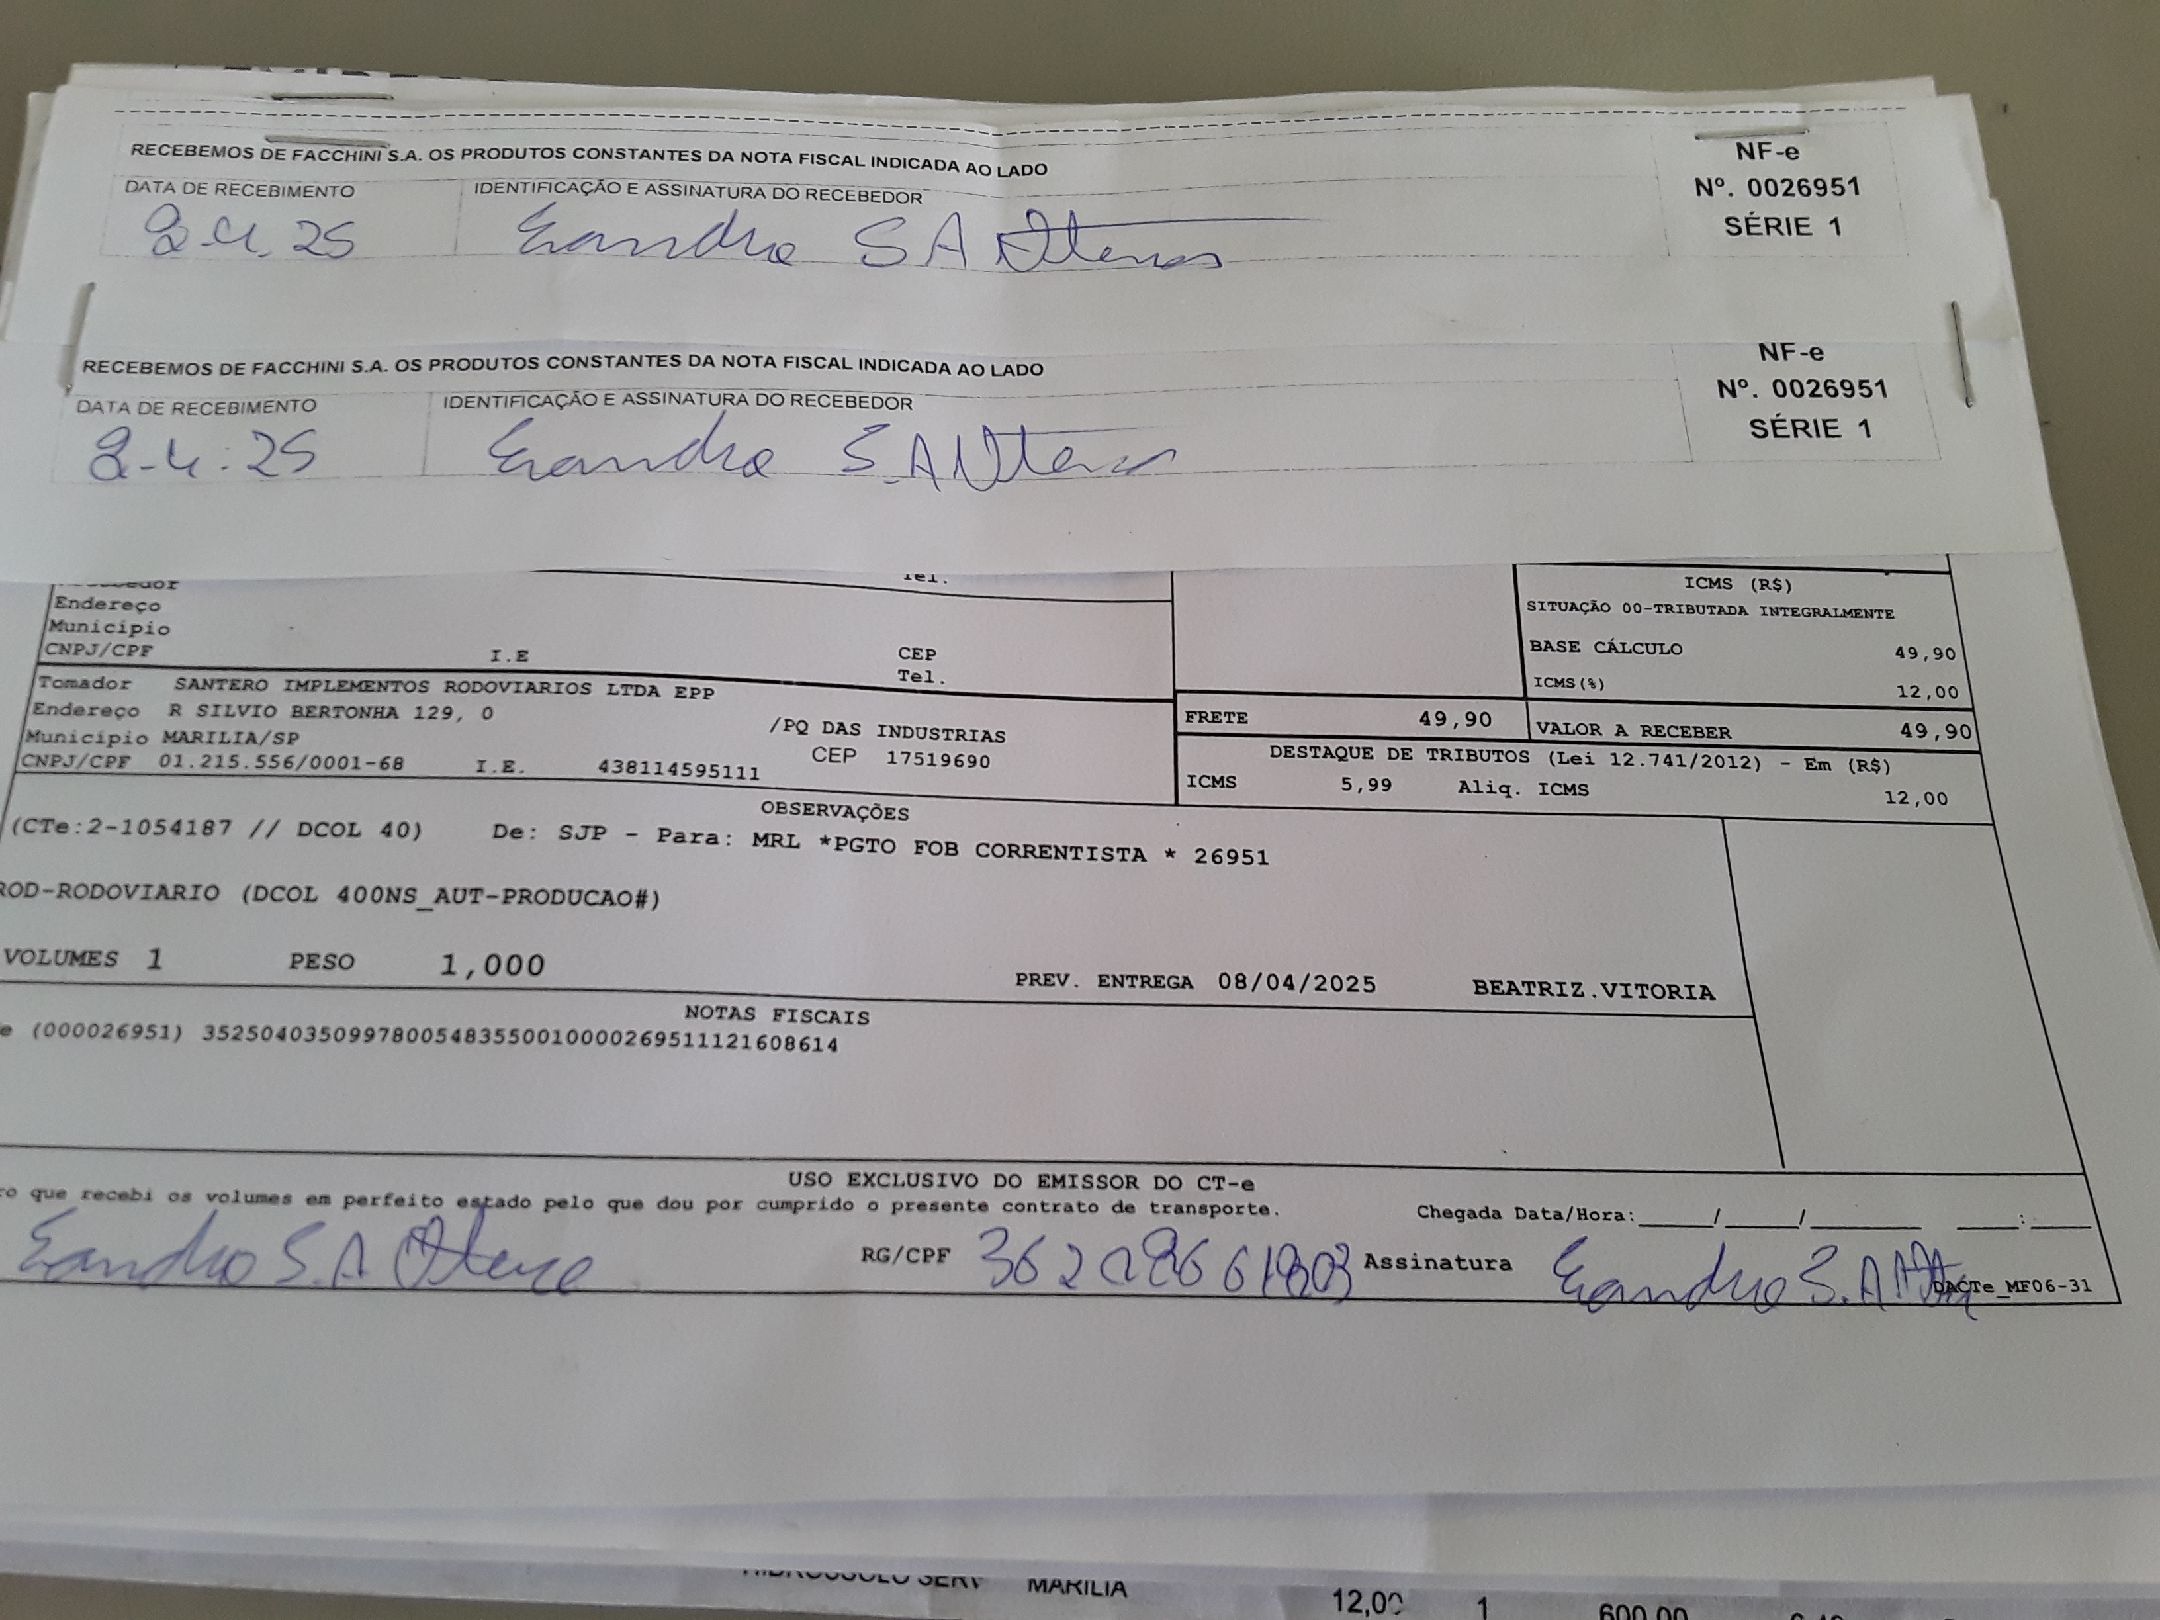 RECEBEMOS DE FACCHINI S.A. OS PRODUTOS CONSTANTES DA NOTA FISCAL INDICADA AO LADO
NF-e
DATA DE RECEBIMENTO IDENTIFICAÇÃO E ASSINATURA DO RECEBEDOR
Nº. 0026951
SÉRIE 1
RECEBEMOS DE FACCHINI S.A. OS PRODUTOS CONSTANTES DA NOTA FISCAL INDICADA AO LADO
NF-e
DATA DE RECEBIMENTO IDENTIFICAÇÃO E ASSINATURA DO RECEBEDOR
Nº. 0026951
SÉRIE 1
Tel.
Endereço
Município
CNPJ/CPF I.E CEP
Tel.
ICMS (R$)
SITUAÇÃO 00-TRIBUTADA INTEGRALMENTE
BASE CÁLCULO 49,90
ICMS(%) 12,00
Tomador SANTERO IMPLEMENTOS RODOVIARIOS LTDA EPP
Endereço R SILVIO BERTONHA 129, 0 /PQ DAS INDUSTRIAS
Município MARILIA/SP CEP 17519690
CNPJ/CPF 01.215.556/0001-68 I.E. 438114595111
FRETE 49,90 VALOR A RECEBER 49,90
DESTAQUE DE TRIBUTOS (Lei 12.741/2012) - Em (R$)
ICMS 5,99 Aliq. ICMS 12,00
OBSERVAÇÕES
(CTe:2-1054187 // DCOL 40) De: SJP - Para: MRL *PGTO FOB CORRENTISTA * 26951
ROD-RODOVIARIO (DCOL 400NS_AUT-PRODUCAO#)
VOLUMES 1 PESO 1,000 PREV. ENTREGA 08/04/2025 BEATRIZ.VITORIA
NOTAS FISCAIS
e (000026951) 35250403509978005483550010000269511121608614
USO EXCLUSIVO DO EMISSOR DO CT-e
ro que recebi os volumes em perfeito estado pelo que dou por cumprido o presente contrato de transporte. Chegada Data/Hora:_____/_____/________ ____:____
RG/CPF Assinatura
DACTe_MF06-31
MARILIA 12,00 1 600,00